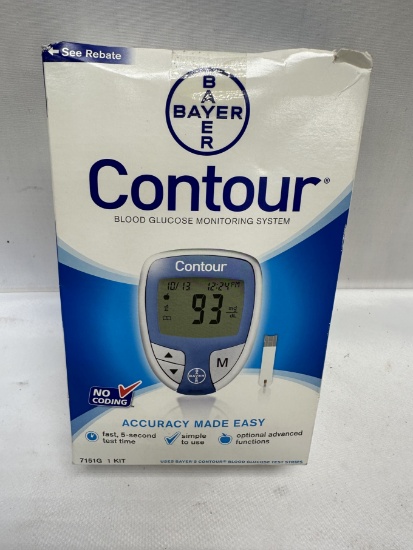 ←See Rebate
BAYER
BAYER
Contour®
BLOOD GLUCOSE MONITORING SYSTEM
Contour
10/13 12:24PM
93 mg/dL
M
BAYER
BAYER
NO CODING
ACCURACY MADE EASY
fast, 5-second test time
simple to use
optional advanced functions
7151G 1 KIT
USES BAYER'S CONTOUR® BLOOD GLUCOSE TEST STRIPS